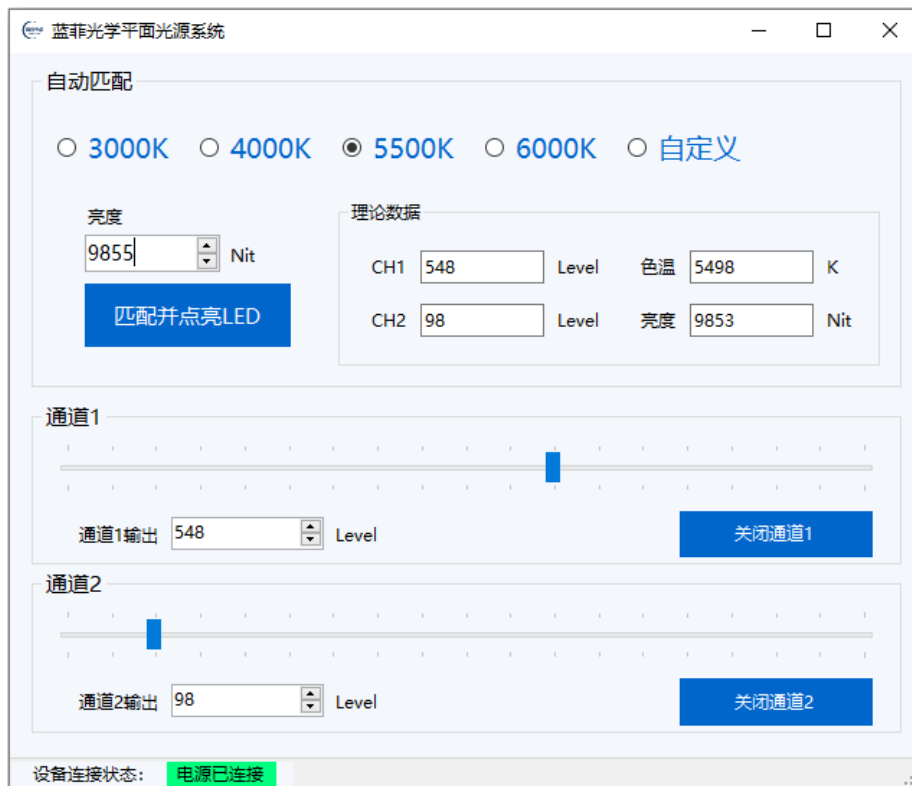 蓝菲光学平面光源系统
自动匹配
3000K 4000K 5500K 6000K 自定义
亮度
9855 Nit
匹配并点亮LED
理论数据
CH1 548 Level 色温 5498 K
CH2 98 Level 亮度 9853 Nit
通道1
通道1输出 548 Level 关闭通道1
通道2
通道2输出 98 Level 关闭通道2
设备连接状态： 电源已连接